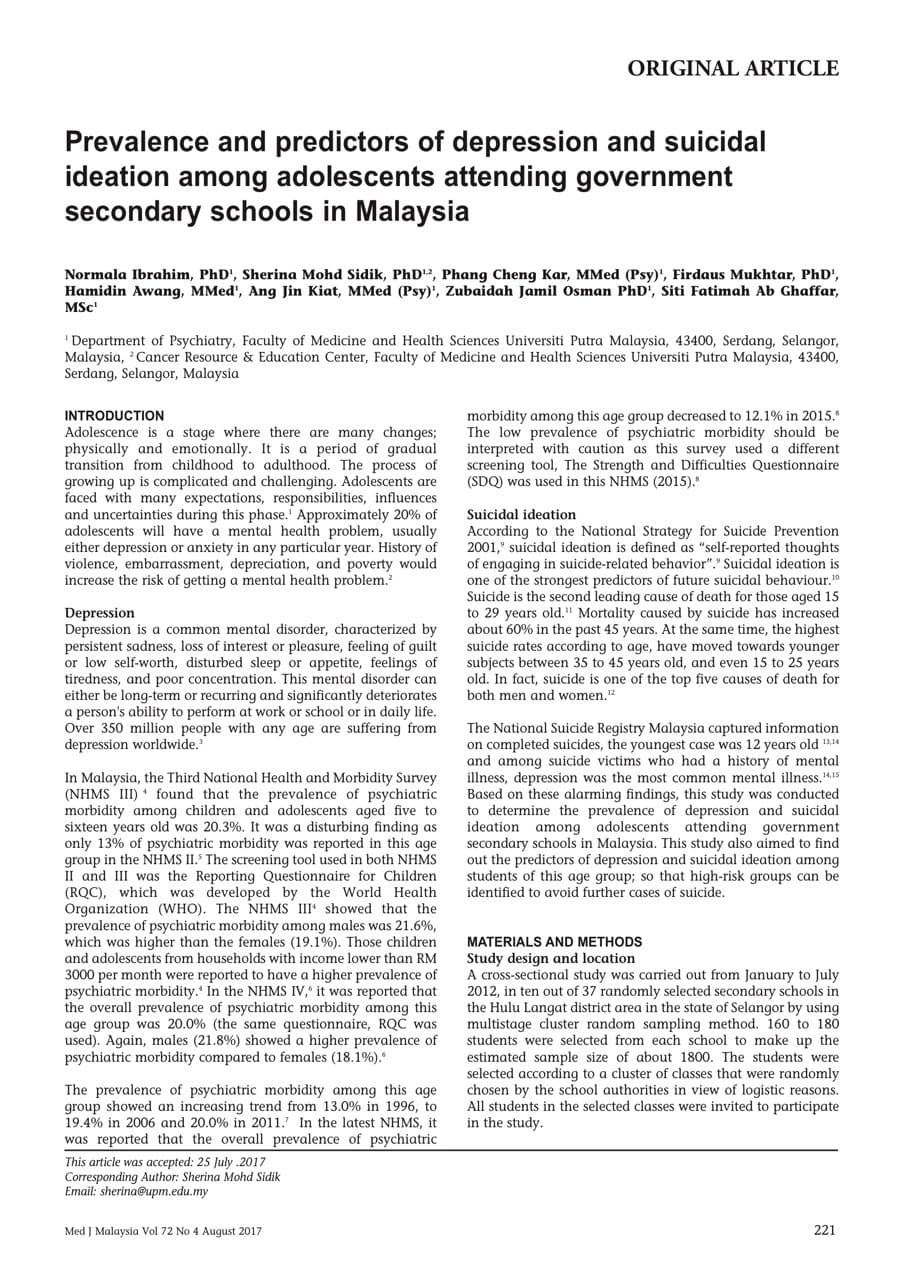 ORIGINAL ARTICLE
Prevalence and predictors of depression and suicidal
ideation among adolescents attending government
secondary schools in Malaysia
Normala Ibrahim, PhD¹, Sherina Mohd Sidik, PhD¹,², Phang Cheng Kar, MMed (Psy)¹, Firdaus Mukhtar, PhD¹,
Hamidin Awang, MMed¹, Ang Jin Kiat, MMed (Psy)¹, Zubaidah Jamil Osman PhD¹, Siti Fatimah Ab Ghaffar,
MSc¹
¹ Department of Psychiatry, Faculty of Medicine and Health Sciences Universiti Putra Malaysia, 43400, Serdang, Selangor,
Malaysia, ² Cancer Resource & Education Center, Faculty of Medicine and Health Sciences Universiti Putra Malaysia, 43400,
Serdang, Selangor, Malaysia
INTRODUCTION
Adolescence is a stage where there are many changes;
physically and emotionally. It is a period of gradual
transition from childhood to adulthood. The process of
growing up is complicated and challenging. Adolescents are
faced with many expectations, responsibilities, influences
and uncertainties during this phase.¹ Approximately 20% of
adolescents will have a mental health problem, usually
either depression or anxiety in any particular year. History of
violence, embarrassment, depreciation, and poverty would
increase the risk of getting a mental health problem.²
Depression
Depression is a common mental disorder, characterized by
persistent sadness, loss of interest or pleasure, feeling of guilt
or low self-worth, disturbed sleep or appetite, feelings of
tiredness, and poor concentration. This mental disorder can
either be long-term or recurring and significantly deteriorates
a person's ability to perform at work or school or in daily life.
Over 350 million people with any age are suffering from
depression worldwide.³
In Malaysia, the Third National Health and Morbidity Survey
(NHMS III) ⁴ found that the prevalence of psychiatric
morbidity among children and adolescents aged five to
sixteen years old was 20.3%. It was a disturbing finding as
only 13% of psychiatric morbidity was reported in this age
group in the NHMS II.⁵ The screening tool used in both NHMS
II and III was the Reporting Questionnaire for Children
(RQC), which was developed by the World Health
Organization (WHO). The NHMS III⁴ showed that the
prevalence of psychiatric morbidity among males was 21.6%,
which was higher than the females (19.1%). Those children
and adolescents from households with income lower than RM
3000 per month were reported to have a higher prevalence of
psychiatric morbidity.⁴ In the NHMS IV,⁶ it was reported that
the overall prevalence of psychiatric morbidity among this
age group was 20.0% (the same questionnaire, RQC was
used). Again, males (21.8%) showed a higher prevalence of
psychiatric morbidity compared to females (18.1%).⁶
The prevalence of psychiatric morbidity among this age
group showed an increasing trend from 13.0% in 1996, to
19.4% in 2006 and 20.0% in 2011.⁷ In the latest NHMS, it
was reported that the overall prevalence of psychiatric
morbidity among this age group decreased to 12.1% in 2015.⁸
The low prevalence of psychiatric morbidity should be
interpreted with caution as this survey used a different
screening tool, The Strength and Difficulties Questionnaire
(SDQ) was used in this NHMS (2015).⁸
Suicidal ideation
According to the National Strategy for Suicide Prevention
2001,⁹ suicidal ideation is defined as “self-reported thoughts
of engaging in suicide-related behavior”.⁹ Suicidal ideation is
one of the strongest predictors of future suicidal behaviour.¹⁰
Suicide is the second leading cause of death for those aged 15
to 29 years old.¹¹ Mortality caused by suicide has increased
about 60% in the past 45 years. At the same time, the highest
suicide rates according to age, have moved towards younger
subjects between 35 to 45 years old, and even 15 to 25 years
old. In fact, suicide is one of the top five causes of death for
both men and women.¹²
The National Suicide Registry Malaysia captured information
on completed suicides, the youngest case was 12 years old ¹³,¹⁴
and among suicide victims who had a history of mental
illness, depression was the most common mental illness.¹⁴,¹⁵
Based on these alarming findings, this study was conducted
to determine the prevalence of depression and suicidal
ideation among adolescents attending government
secondary schools in Malaysia. This study also aimed to find
out the predictors of depression and suicidal ideation among
students of this age group; so that high-risk groups can be
identified to avoid further cases of suicide.
MATERIALS AND METHODS
Study design and location
A cross-sectional study was carried out from January to July
2012, in ten out of 37 randomly selected secondary schools in
the Hulu Langat district area in the state of Selangor by using
multistage cluster random sampling method. 160 to 180
students were selected from each school to make up the
estimated sample size of about 1800. The students were
selected according to a cluster of classes that were randomly
chosen by the school authorities in view of logistic reasons.
All students in the selected classes were invited to participate
in the study.
This article was accepted: 25 July .2017
Corresponding Author: Sherina Mohd Sidik
Email: sherina@upm.edu.my
Med J Malaysia Vol 72 No 4 August 2017
221